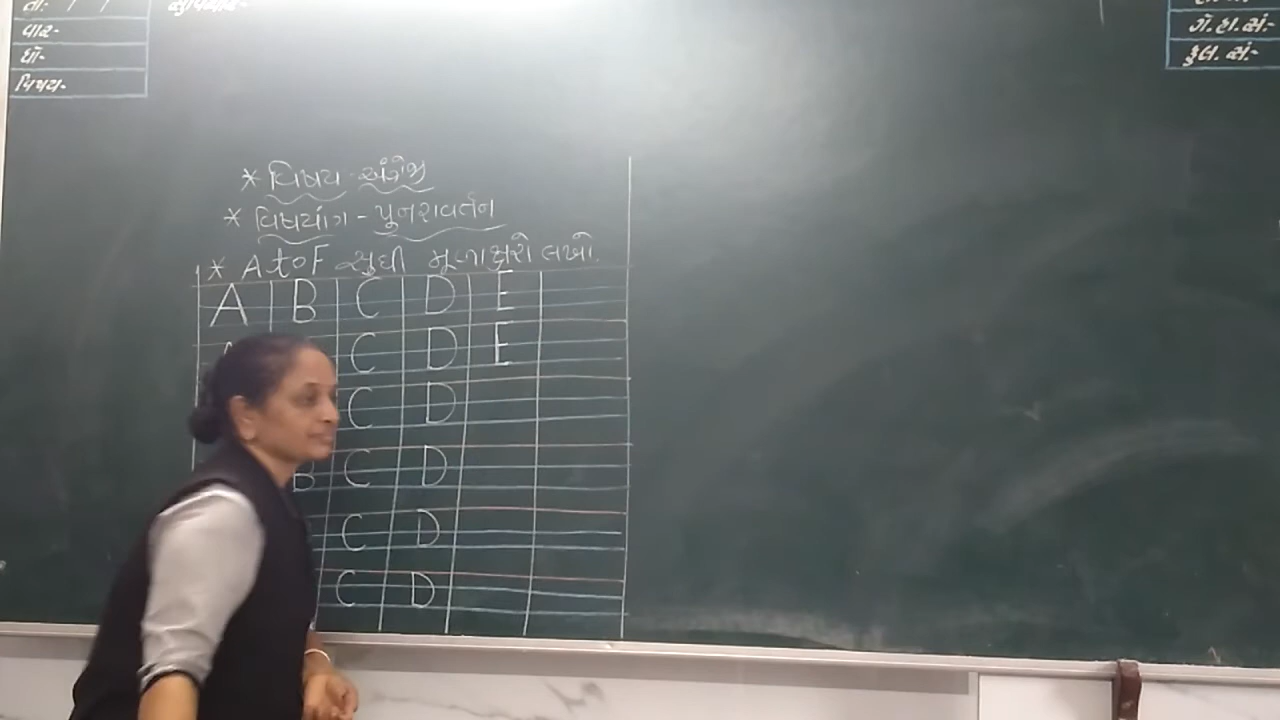 તા:- / /
સુવિચાર:-
વાર:-
ધો:-
વિષય:-
ગે.હા.સં:-
કુલ.સં:-
* વિષય - અંગ્રેજી
* વિષયાંગ - પુનરાવર્તન
* A to F સુધી મૂળાક્ષરો લખો.
A B C D E
C D E
C D
B C D
C D
C D